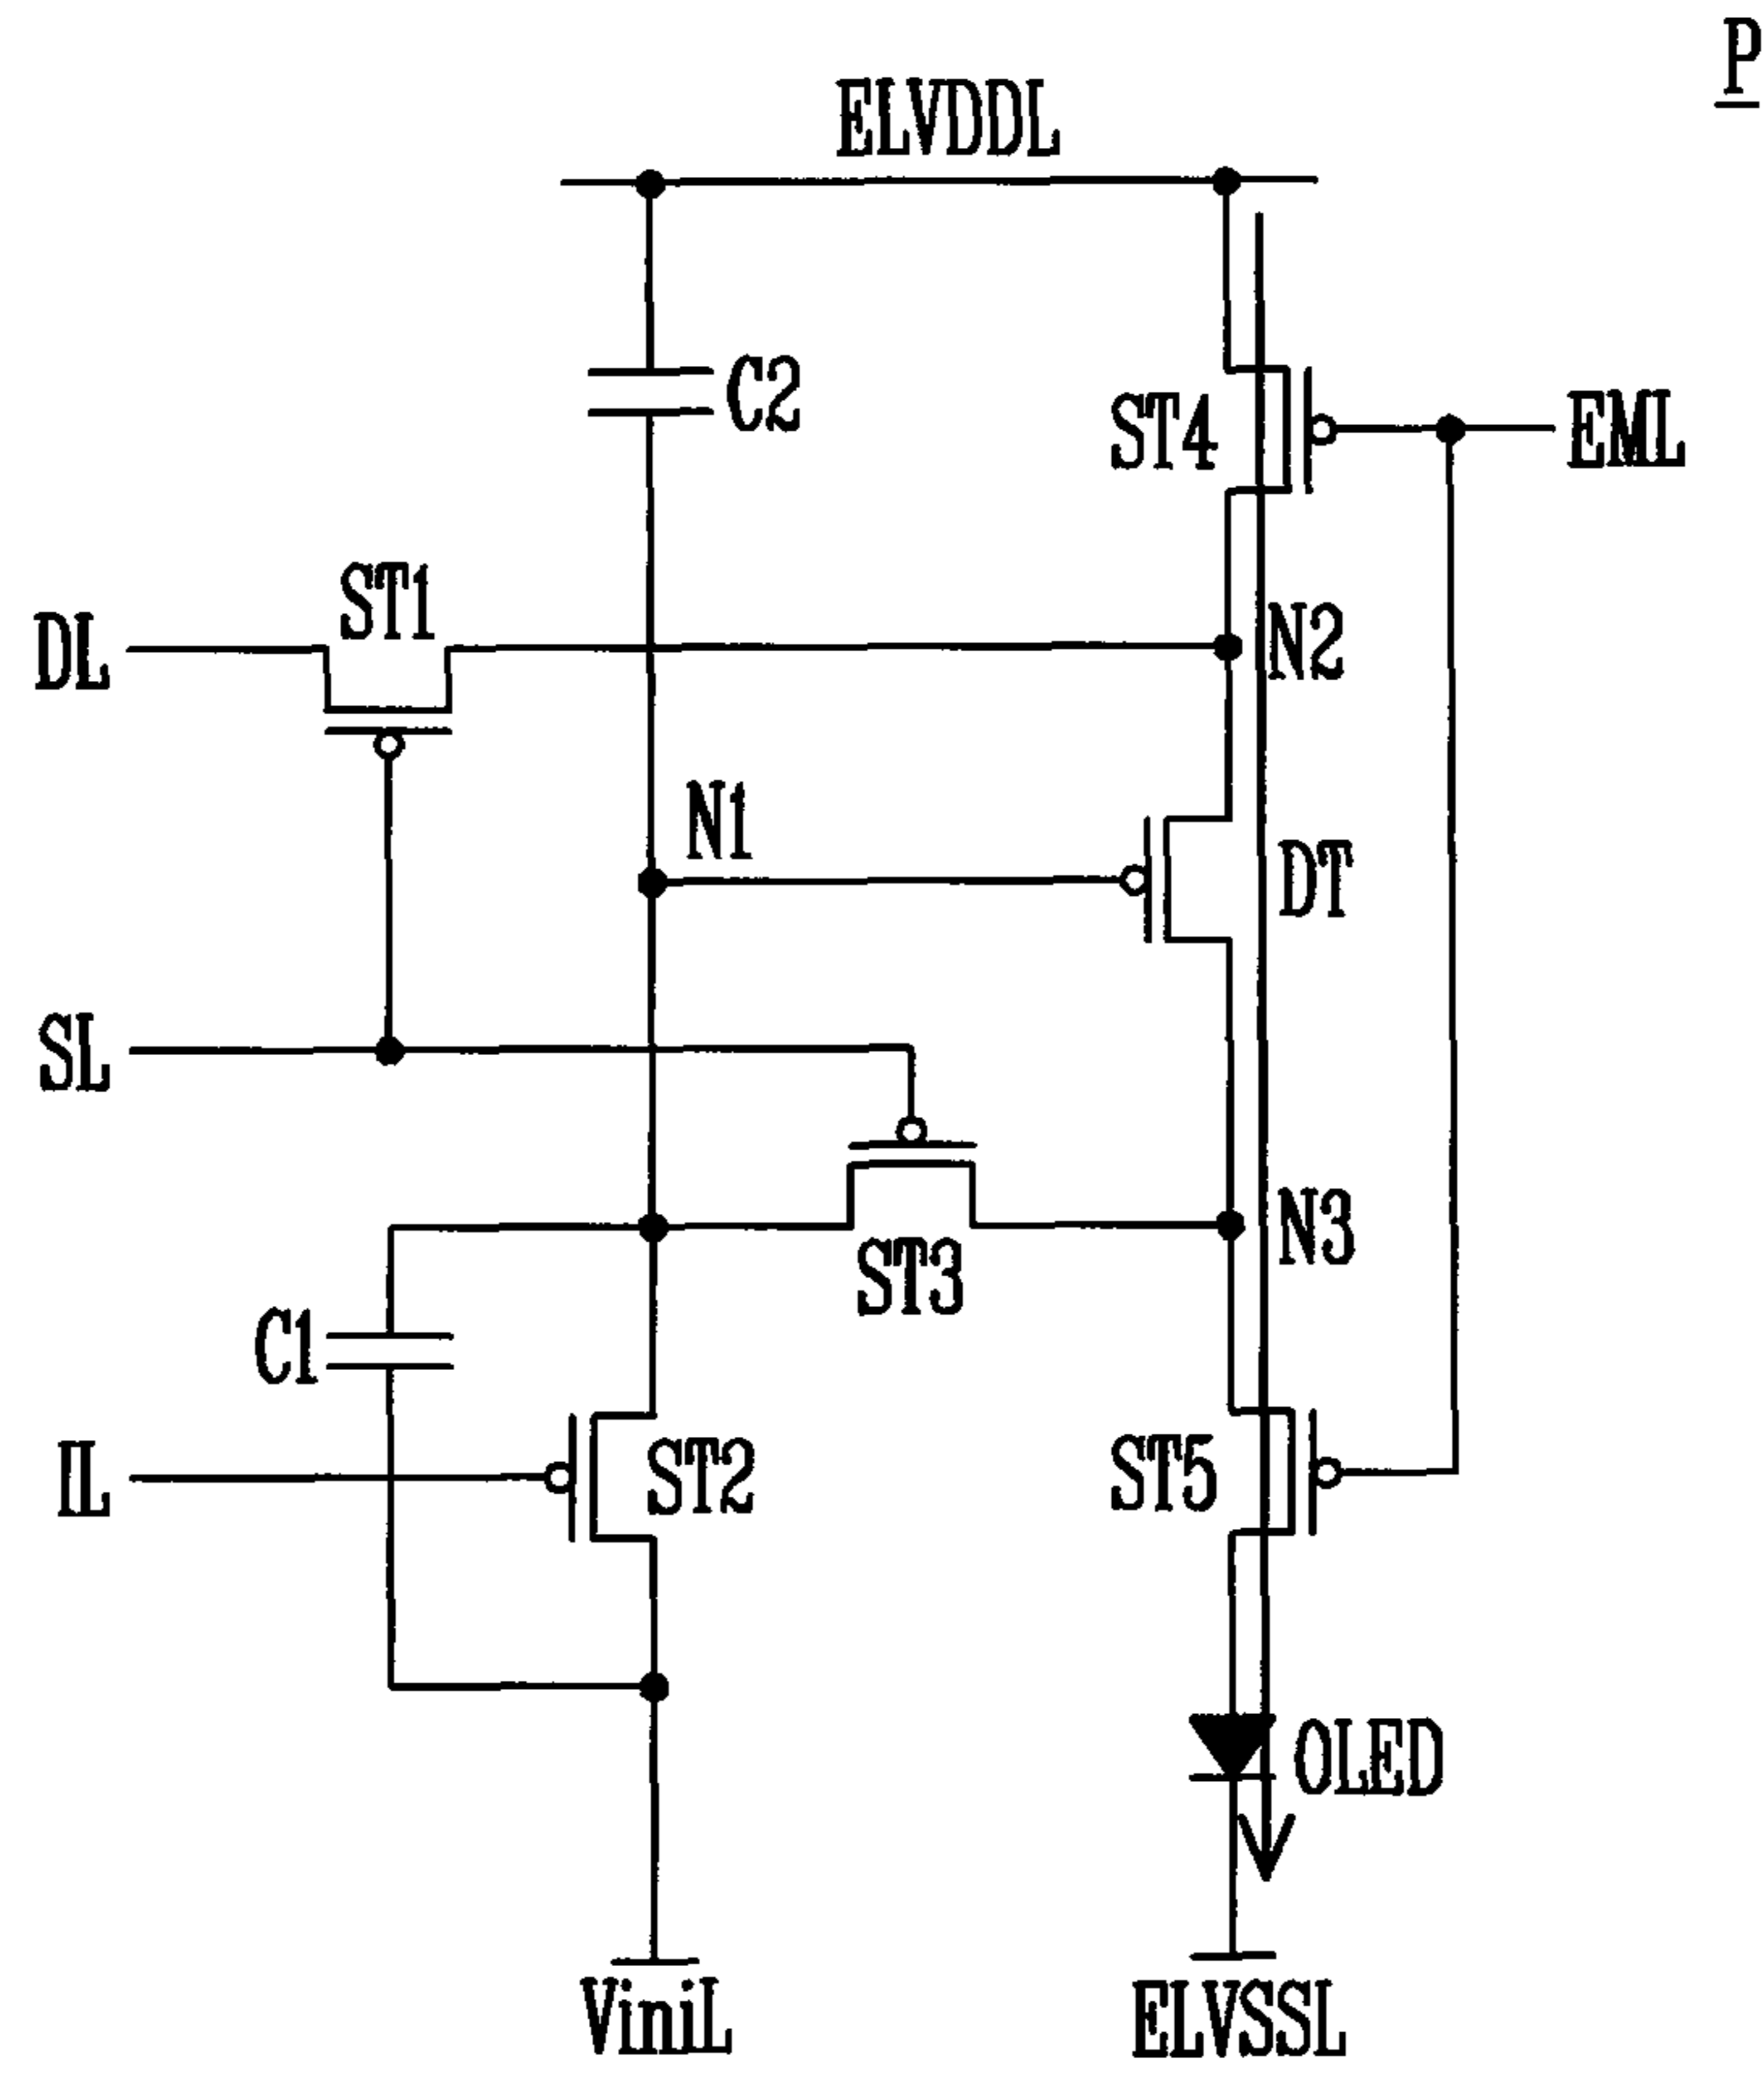 P
ELVDDL
C2
ST4
EML
ST1
DL
N2
N1
DT
SL
N3
ST3
C1
IL
ST2
ST5
OLED
ViniL
ELVSSL